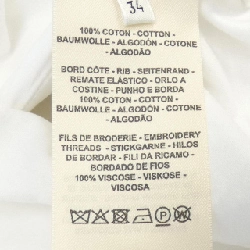 34
100% COTON - COTTON -
BAUMWOLLE - ALGODÓN - COTONE
- ALGODÃO
BORD CÔTE - RIB - SEITENRAND -
REMATE ELÁSTICO - ORLO A
COSTINE - PUNHO E BORDA
100% COTON - COTTON -
BAUMWOLLE - ALGODÓN - COTONE
- ALGODÃO
FILS DE BRODERIE - EMBROIDERY
THREADS - STICKGARNE - HILOS
DE BORDAR - FILI DA RICAMO -
BORDADO DE FIOS
100% VISCOSE - VISKOSE -
VISCOSA
P